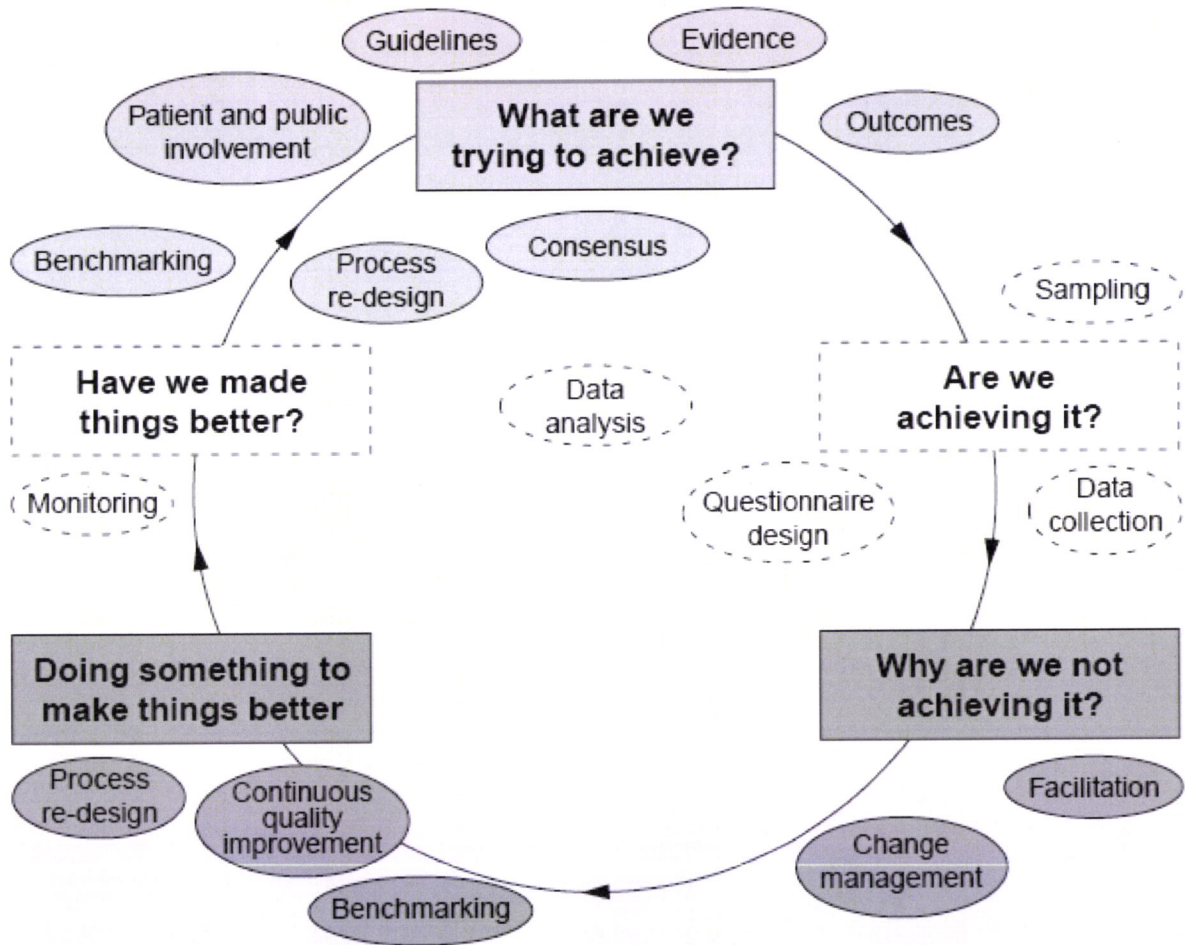 Guidelines
Evidence
Patient and public
involvement
What are we
trying to achieve?
Outcomes
Benchmarking
Process
re-design
Consensus
Sampling
Have we made
things better?
Data
analysis
Are we
achieving it?
Monitoring
Questionnaire
design
Data
collection
Doing something to
make things better
Why are we not
achieving it?
Process
re-design
Continuous
quality
improvement
Facilitation
Change
management
Benchmarking